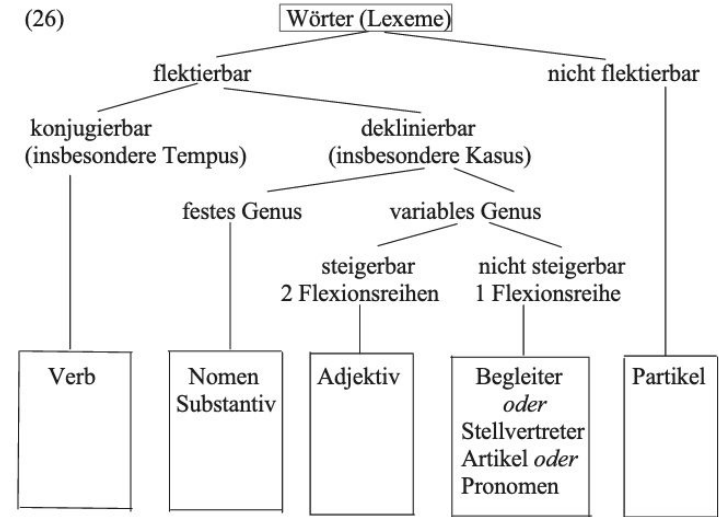 (26)
Wörter (Lexeme)
flektierbar
nicht flektierbar
konjugierbar
(insbesondere Tempus)
deklinierbar
(insbesondere Kasus)
festes Genus
variables Genus
steigerbar
2 Flexionsreihen
nicht steigerbar
1 Flexionsreihe
Verb
Nomen
Substantiv
Adjektiv
Begleiter
oder
Stellvertreter
Artikel oder
Pronomen
Partikel